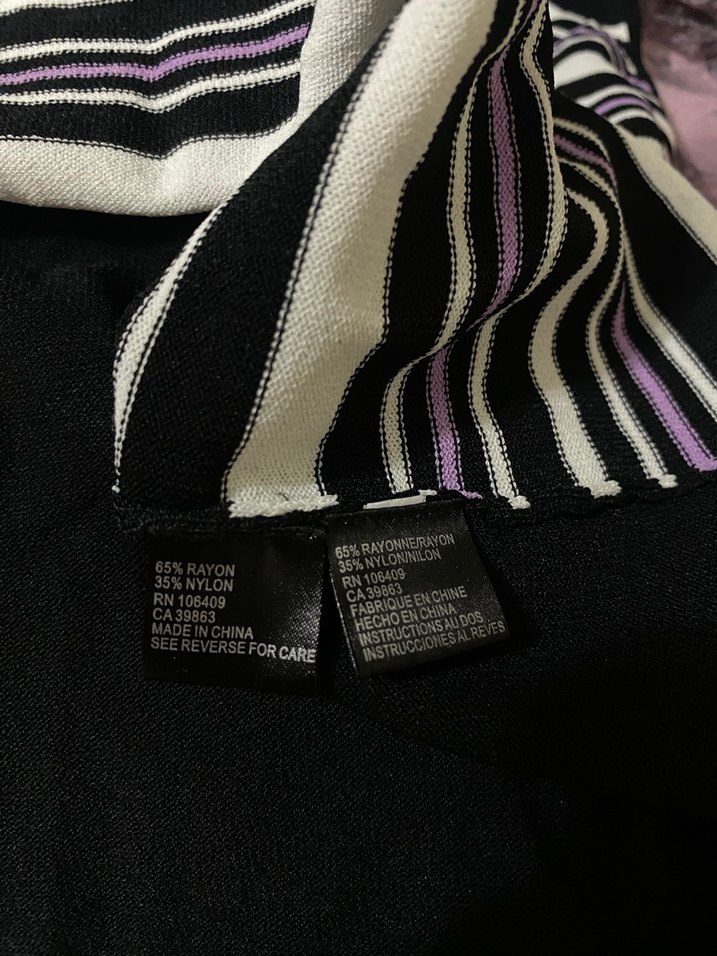 65% RAYON
35% NYLON
RN 106409
CA 39863
MADE IN CHINA
SEE REVERSE FOR CARE
65% RAYONNE/RAYON
35% NYLON/NILON
RN 106409
CA 39863
FABRIQUE EN CHINE
HECHO EN CHINA
INSTRUCTIONS AU DOS
INSTRUCCIONES AL REVES